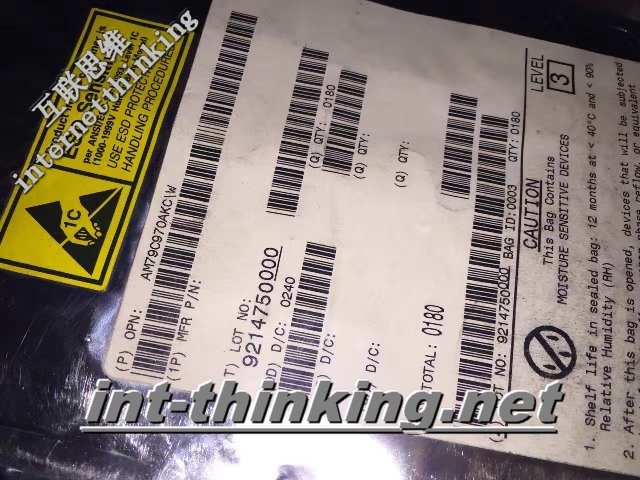 互联思维
internet.thinking
1C
USE ESD PROTECTIVE
HANDLING PROCEDURES
1C
(P) OPN:
AM79C970AKC\W
(1P) MFR P/N:
(T) LOT NO:
9214750000
D/C: 0240
D/C:
D/C:
(Q) QTY: 0180
(Q) QTY:
(Q) QTY:
TOTAL: 0180
LOT NO: 9214750000 BAG ID:0003 QTY: 0180
LEVEL
3
CAUTION
This Bag Contains
MOISTURE SENSITIVE DEVICES
1. Shelf life in sealed bag: 12 months at < 40°C and < 90%
Relative Humidity (RH)
2. After this bag is opened, devices that will be subjected
int-thinking.net